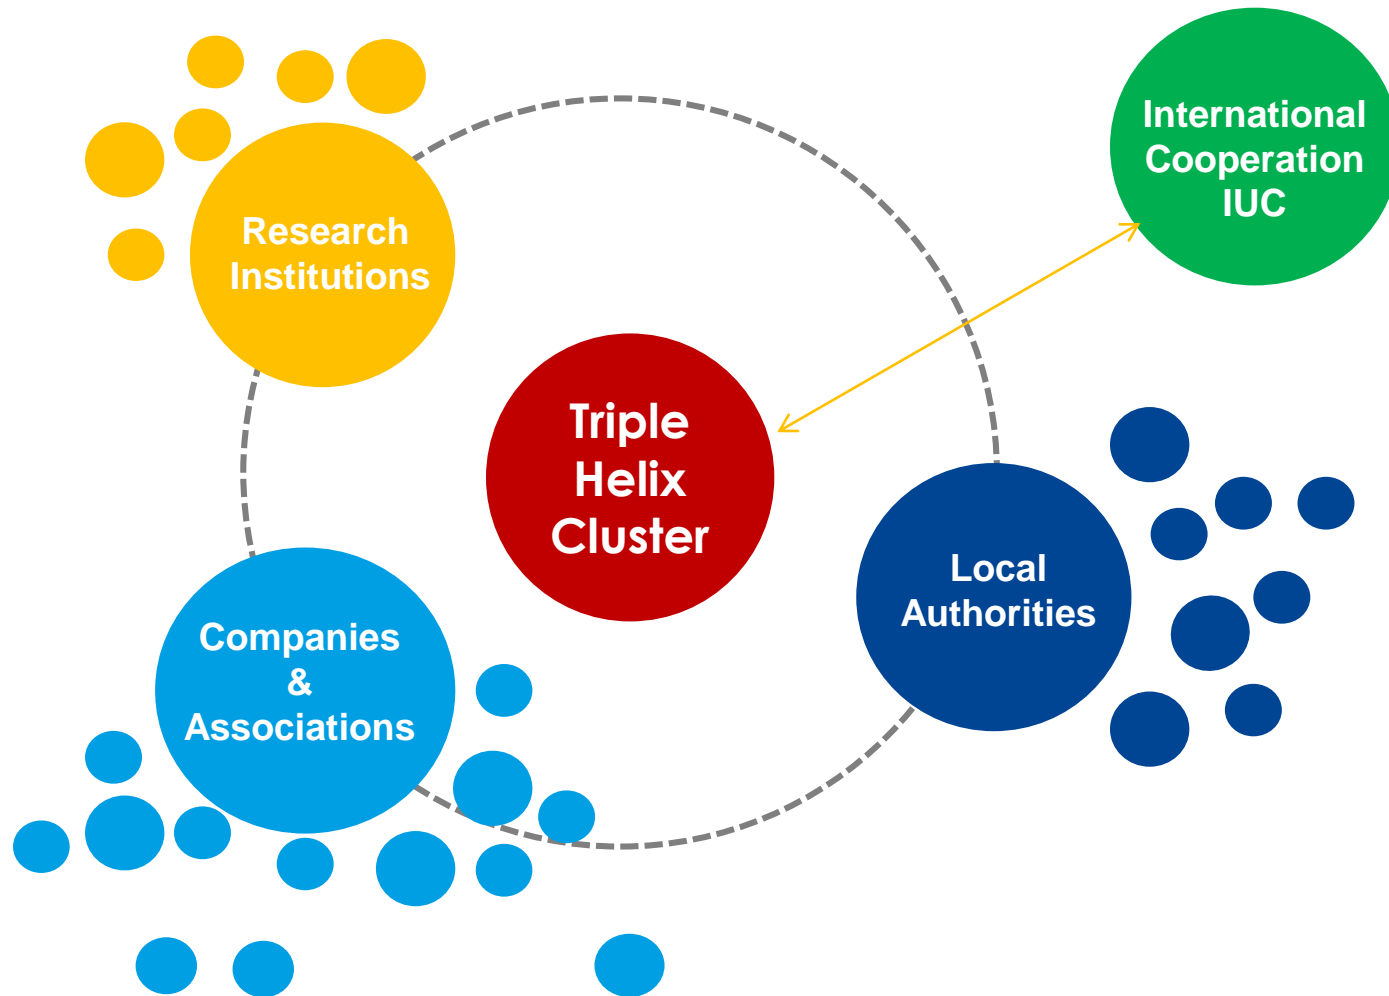 International
Cooperation
IUC
Research
Institutions
Triple
Helix
Cluster
Local
Authorities
Companies
&
Associations